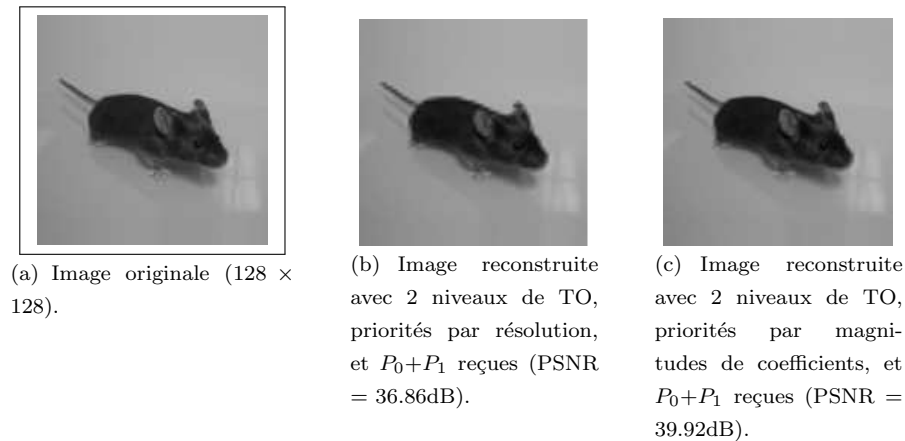 (a) Image originale (128 ×
128).
(b) Image reconstruite
avec 2 niveaux de TO,
priorités par résolution,
et P₀+P₁ reçues (PSNR
= 36.86dB).
(c) Image reconstruite
avec 2 niveaux de TO,
priorités par magni-
tudes de coefficients, et
P₀+P₁ reçues (PSNR =
39.92dB).